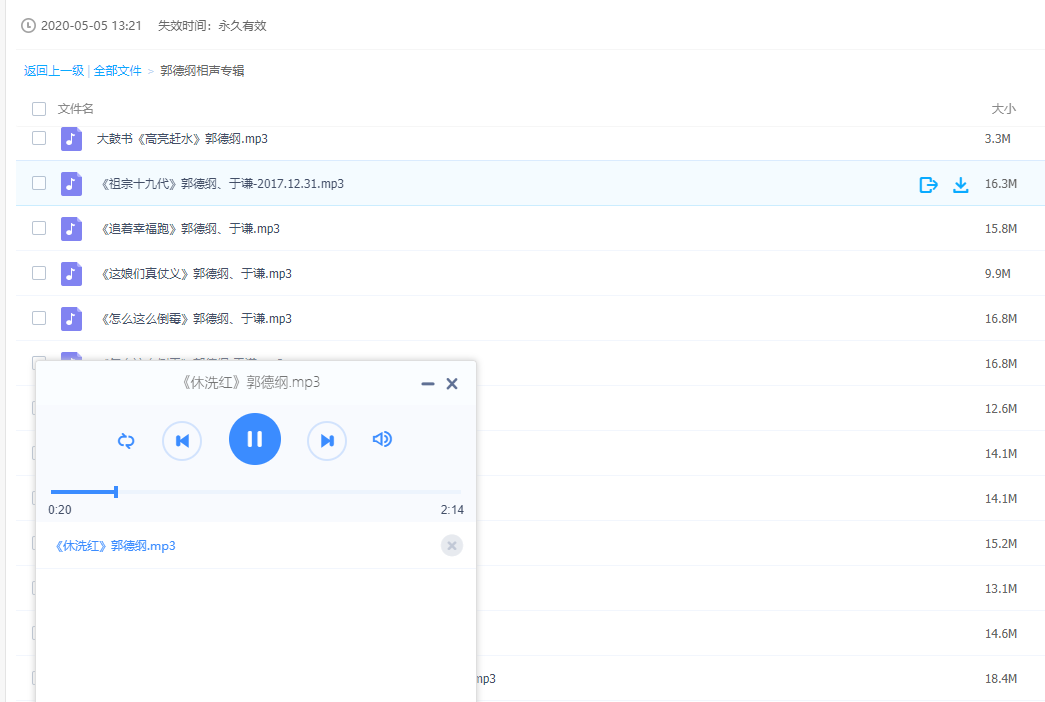 2020-05-05 13:21 失效时间：永久有效
返回上一级 | 全部文件 > 郭德纲相声专辑
文件名 大小
大鼓书《高亮赶水》郭德纲.mp3 3.3M
《祖宗十九代》郭德纲、于谦-2017.12.31.mp3 16.3M
《追着幸福跑》郭德纲、于谦.mp3 15.8M
《这娘们真仗义》郭德纲、于谦.mp3 9.9M
《怎么这么倒霉》郭德纲、于谦.mp3 16.8M
16.8M
《休洗红》郭德纲.mp3
12.6M
14.1M
14.1M
0:20 2:14
15.2M
《休洗红》郭德纲.mp3
13.1M
14.6M
mp3 18.4M